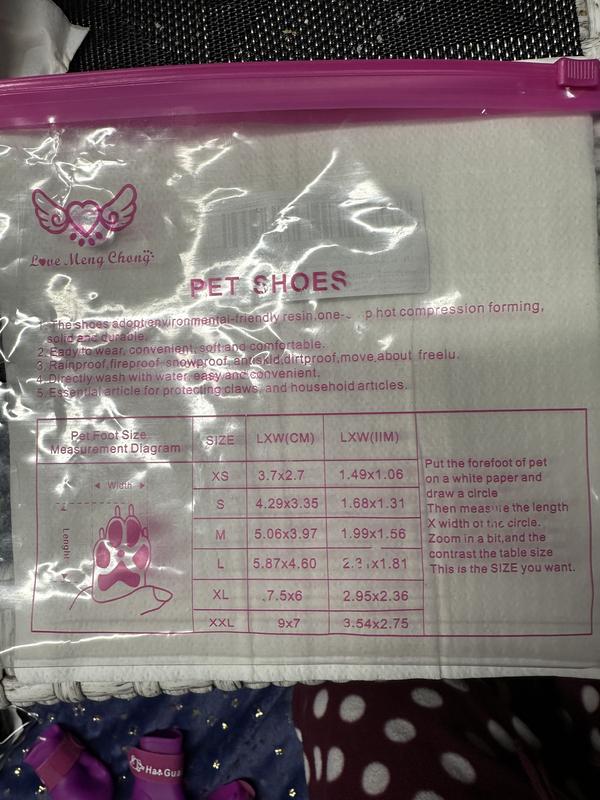 Love Meng Chong
PET SHOES
1. The shoes adopt environmental-friendly resin, one- p hot compression forming,
solid and durable.
2. Easy to wear, convenient, soft and comfortable.
3. Rainproof, fireproof, snowproof, antiskid, dirtproof, move about freelu.
4. Directly wash with water, easy and convenient.
5. Essential article for protecting claws, and househoid articles.
Pet Foot Size
Measurement Diagram
SIZE LXW(CM) LXW(IIM)
XS 3.7x2.7 1.49x1.06
S 4.29x3.35 1.68x1.31
M 5.06x3.97 1.99x1.56
L 5.87x4.60 x1.81
XL .7.5x6 2.95x2.36
XXL 9x7 3.54x2.75
Width
Lenght
Put the forefoot of pet
on a white paper and
draw a circle
Then measure the length
X width of the circle.
Zoom in a bit, and the
contrast the table size
This is the SIZE you want.